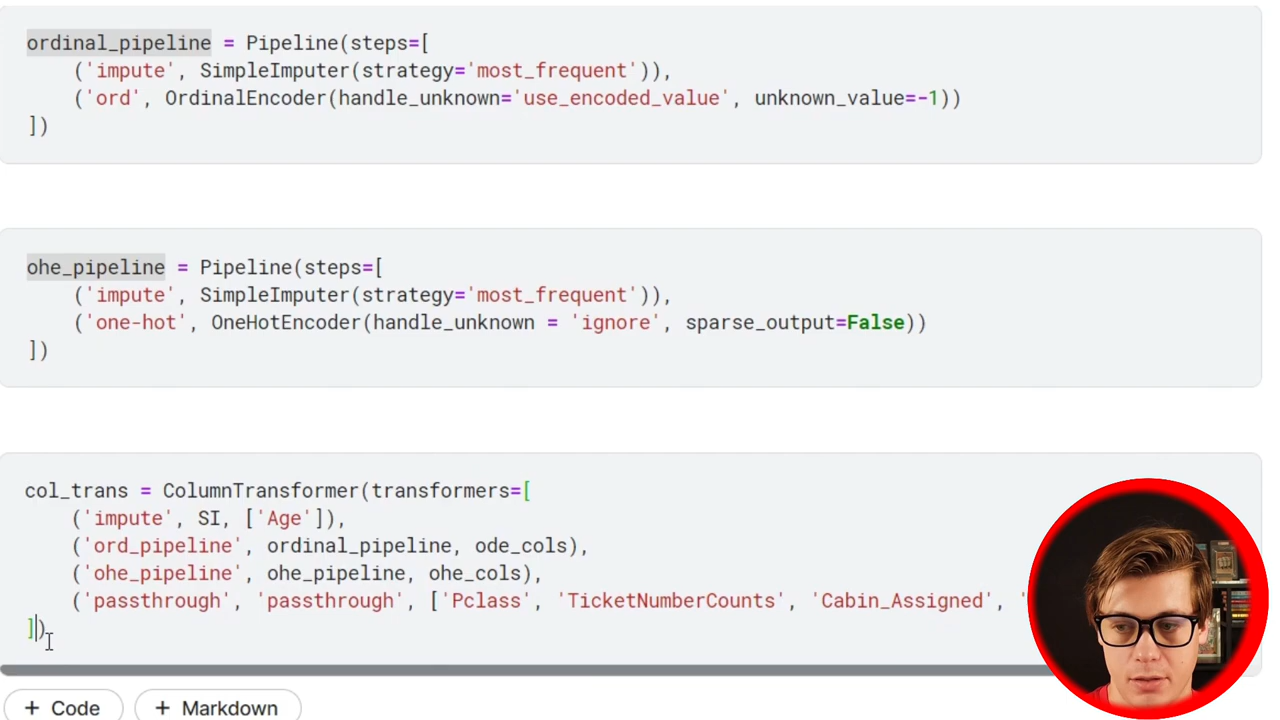 ordinal_pipeline = Pipeline(steps=[
('impute', SimpleImputer(strategy='most_frequent')),
('ord', OrdinalEncoder(handle_unknown='use_encoded_value', unknown_value=-1))
])
ohe_pipeline = Pipeline(steps=[
('impute', SimpleImputer(strategy='most_frequent')),
('one-hot', OneHotEncoder(handle_unknown = 'ignore', sparse_output=False))
])
col_trans = ColumnTransformer(transformers=[
('impute', SI, ['Age']),
('ord_pipeline', ordinal_pipeline, ode_cols),
('ohe_pipeline', ohe_pipeline, ohe_cols),
('passthrough', 'passthrough', ['Pclass', 'TicketNumberCounts', 'Cabin_Assigned', '
])
+ Code + Markdown